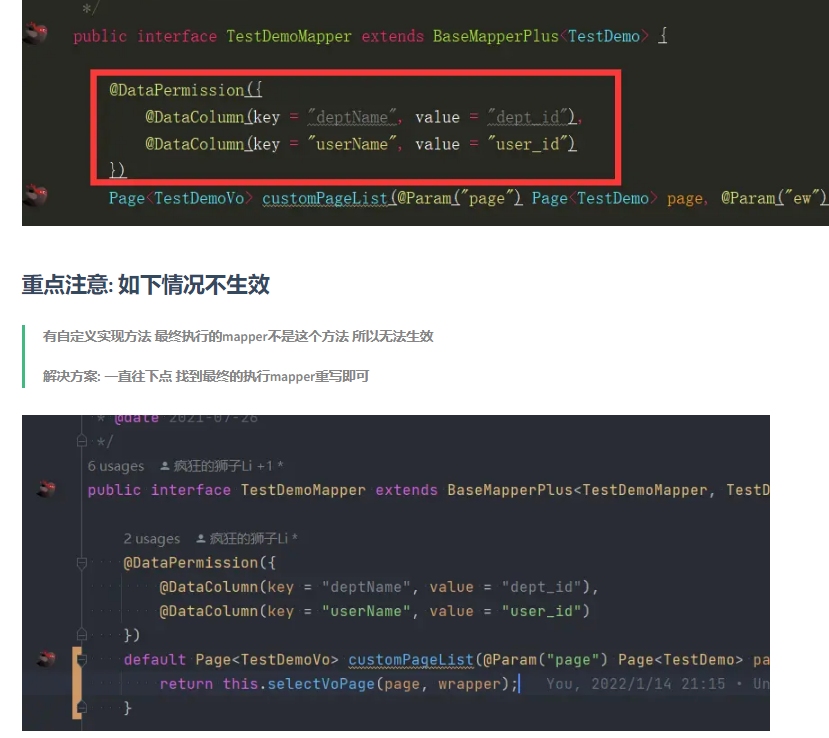 */
public interface TestDemoMapper extends BaseMapperPlus<TestDemo> {
@DataPermission({
@DataColumn(key = "deptName", value = "dept_id"),
@DataColumn(key = "userName", value = "user_id")
})
Page<TestDemoVo> customPageList(@Param("page") Page<TestDemo> page, @Param("ew")
重点注意: 如下情况不生效
有自定义实现方法 最终执行的mapper不是这个方法 所以无法生效
解决方案: 一直往下点 找到最终的执行mapper重写即可
* @date 2021-07-26
*/
6 usages 疯狂的狮子Li +1 *
public interface TestDemoMapper extends BaseMapperPlus<TestDemoMapper, TestD
2 usages 疯狂的狮子Li *
@DataPermission({
@DataColumn(key = "deptName", value = "dept_id"),
@DataColumn(key = "userName", value = "user_id")
})
default Page<TestDemoVo> customPageList(@Param("page") Page<TestDemo> pa
return this.selectVoPage(page, wrapper); You, 2022/1/14 21:15 • Un
}